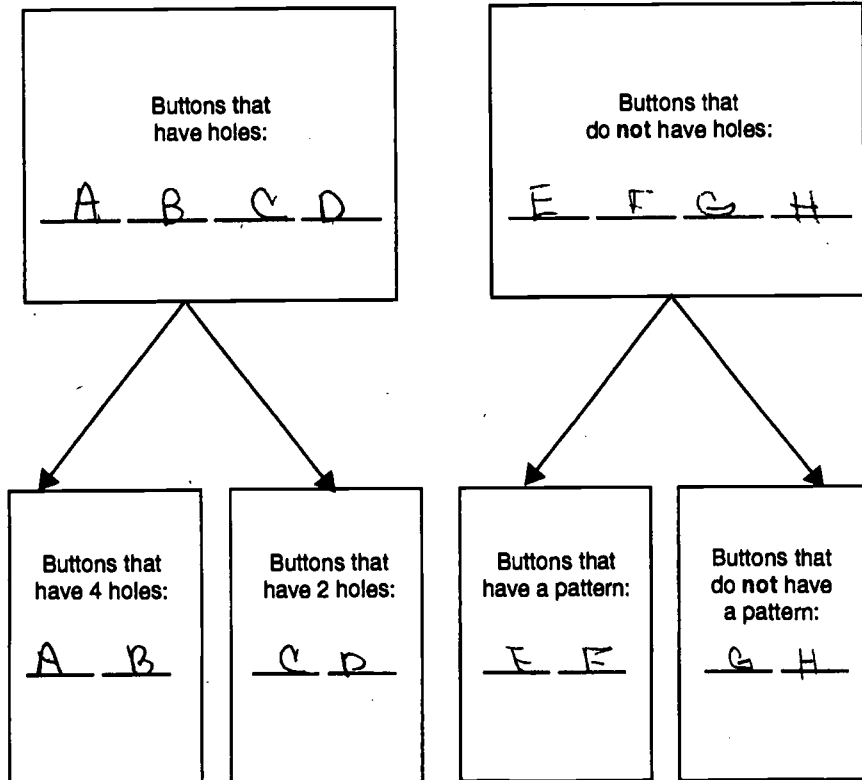 Buttons that
have holes:
A B C D
Buttons that
do not have holes:
E F G H
Buttons that
have 4 holes:
A B
Buttons that
have 2 holes:
C D
Buttons that
have a pattern:
E F
Buttons that
do not have
a pattern:
G H